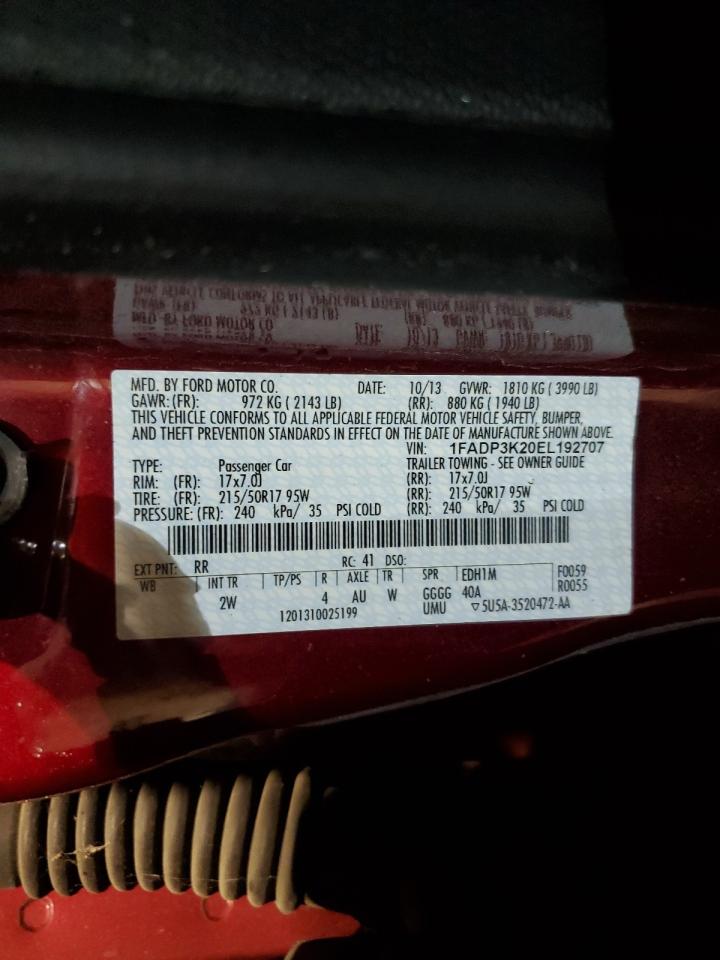 MFD. BY FORD MOTOR CO. DATE: 10/13 GVWR: 1810 KG ( 3990 LB)
GAWR: (FR): 972 KG ( 2143 LB) (RR): 880 KG ( 1940 LB)
THIS VEHICLE CONFORMS TO ALL APPLICABLE FEDERAL MOTOR VEHICLE SAFETY, BUMPER,
AND THEFT PREVENTION STANDARDS IN EFFECT ON THE DATE OF MANUFACTURE SHOWN ABOVE.
VIN: 1FADP3K20EL192707
TYPE: Passenger Car TRAILER TOWING - SEE OWNER GUIDE
RIM: (FR): 17x7.0J (RR): 17x7.0J
TIRE: (FR): 215/50R17 95W (RR): 215/50R17 95W
PRESSURE: (FR): 240 kPa/ 35 PSI COLD (RR): 240 kPa/ 35 PSI COLD
EXT PNT: RR RC: 41 DSO:
WB INT TR TP/PS R AXLE TR SPR EDH1M F0059
2W 4 AU W GGGG 40A R0055
1201310025199 UMU ▽5U5A-3520472-AA